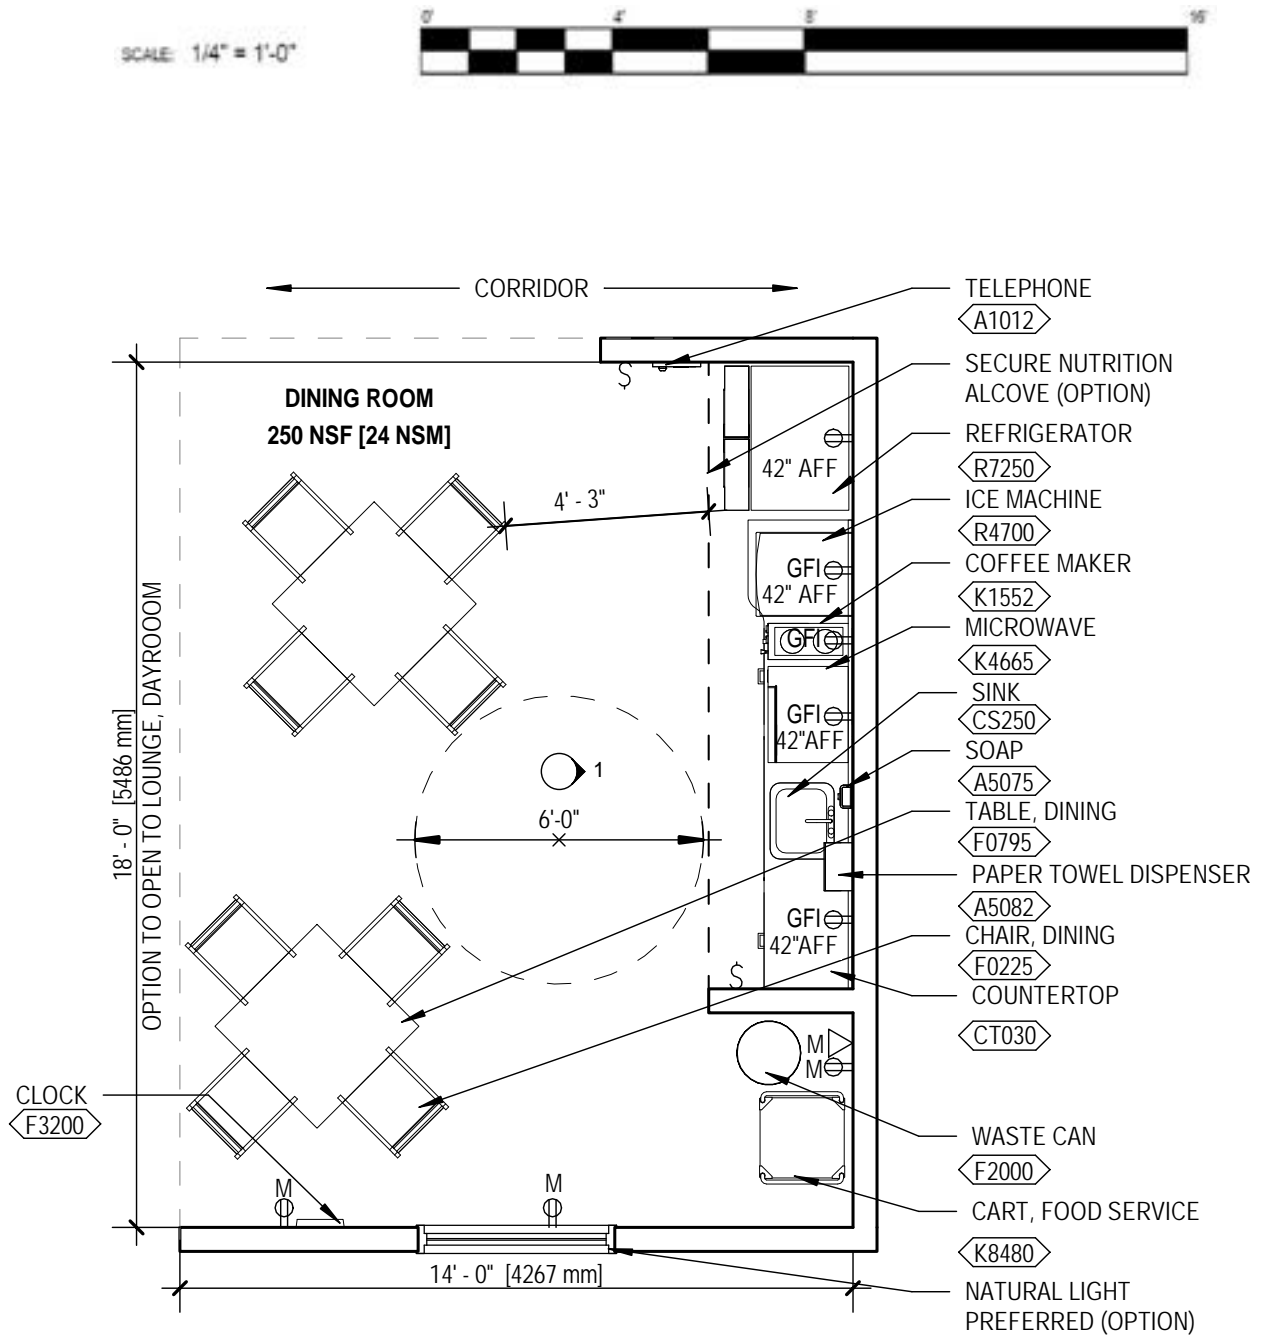 0' 4' 8' 16'
SCALE: 1/4" = 1'-0"
CORRIDOR
TELEPHONE
A1012
SECURE NUTRITION
ALCOVE (OPTION)
DINING ROOM
250 NSF [24 NSM]
$
REFRIGERATOR
R7250
42" AFF
4' - 3"
ICE MACHINE
R4700
GFI
42" AFF
COFFEE MAKER
K1552
GFI
MICROWAVE
K4665
GFI
42"AFF
SINK
CS250
SOAP
A5075
1
6'-0"
TABLE, DINING
F0795
PAPER TOWEL DISPENSER
A5082
GFI
42"AFF
CHAIR, DINING
F0225
$
COUNTERTOP
CT030
18' - 0" [5486 mm]
OPTION TO OPEN TO LOUNGE, DAYROOOM
M
M
CLOCK
F3200
WASTE CAN
F2000
M
M
CART, FOOD SERVICE
K8480
14' - 0" [4267 mm]
NATURAL LIGHT
PREFERRED (OPTION)